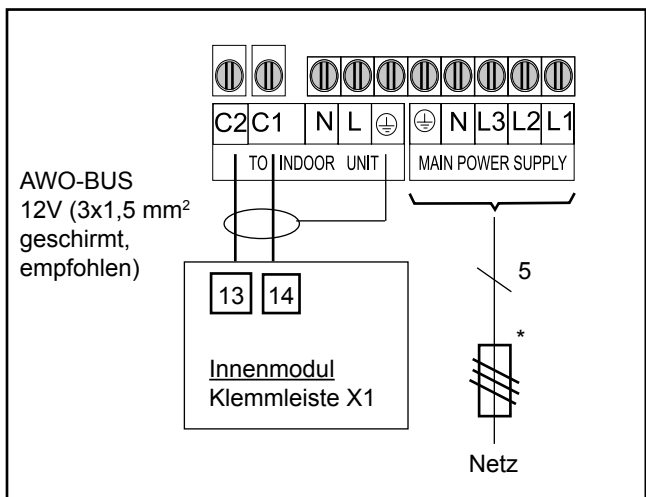 C2 C1 N L N L3 L2 L1
TO INDOOR UNIT MAIN POWER SUPPLY
AWO-BUS
12V (3x1,5 mm²
geschirmt,
empfohlen)
13 14
Innenmodul
Klemmleiste X1
5
*
Netz